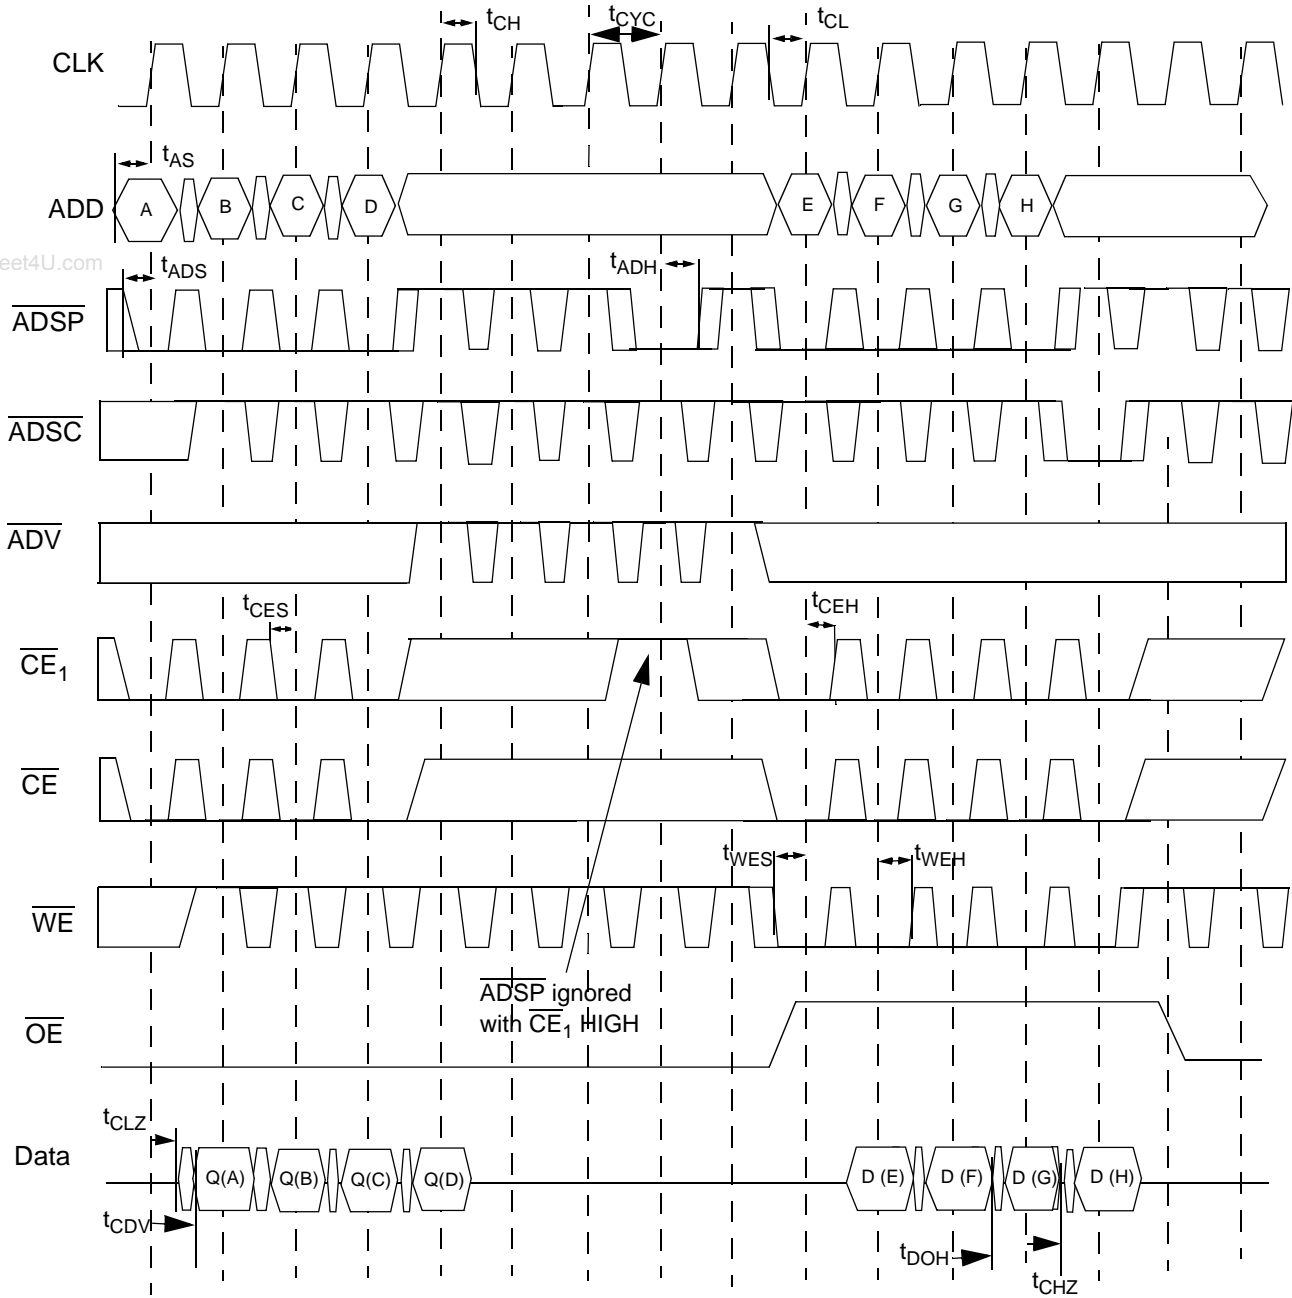 tCH
tCYC
tCL
CLK
tAS
ADD
A
B
C
D
E
F
G
H
eet4U.com
tADS
tADH
ADSP
ADSC
ADV
tCES
tCEH
CE1
CE
tWES
tWEH
WE
ADSP ignored
with CE1 HIGH
OE
tCLZ
Data
Q(A)
Q(B)
Q(C)
Q(D)
D (E)
D (F)
D (G)
D (H)
tCDV
tDOH
tCHZ